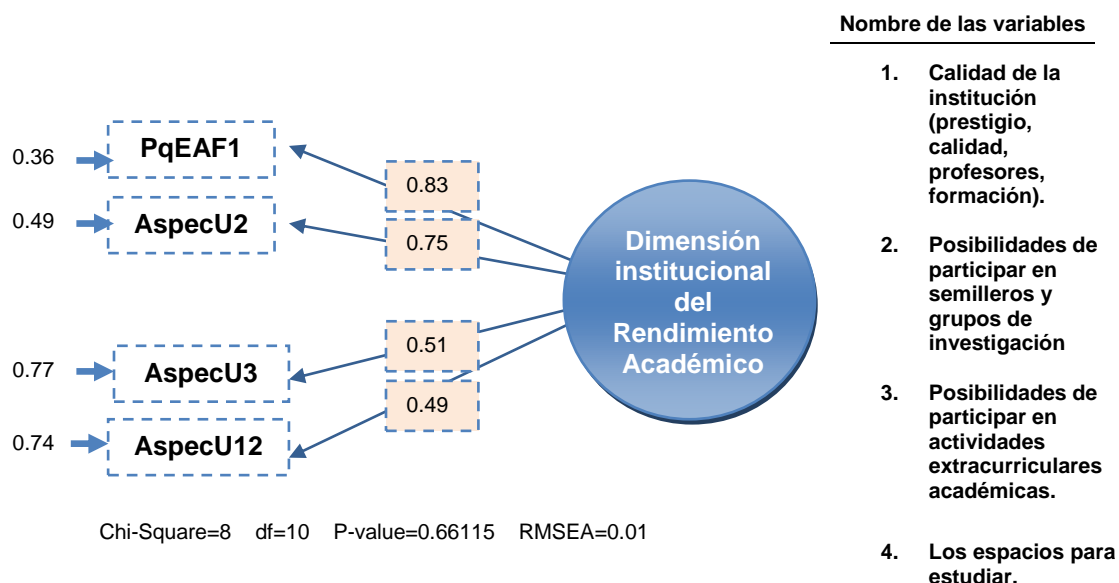 0.36
PqEAF1
0.49
AspecU2
0.77
AspecU3
0.74
AspecU12
0.83
0.75
0.51
0.49
Dimensión
institucional
del
Rendimiento
Académico
Chi-Square=8 df=10 P-value=0.66115 RMSEA=0.01
Nombre de las variables
1. Calidad de la
institución
(prestigio,
calidad,
profesores,
formación).
2. Posibilidades de
participar en
semilleros y
grupos de
investigación
3. Posibilidades de
participar en
actividades
extracurriculares
académicas.
4. Los espacios para
estudiar.